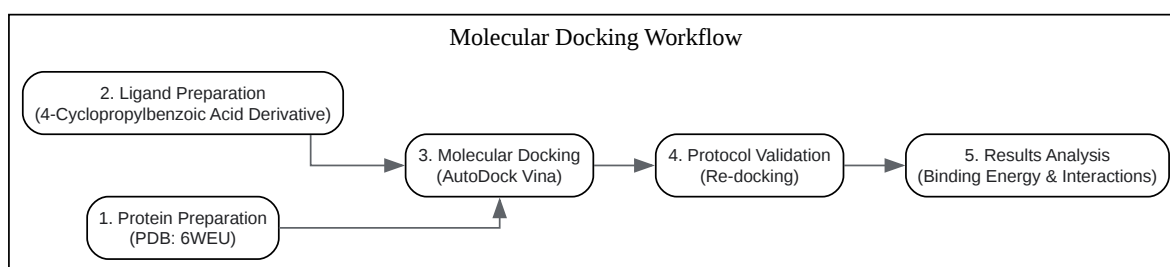 Molecular Docking Workflow
2. Ligand Preparation
(4-Cyclopropylbenzoic Acid Derivative)
3. Molecular Docking
(AutoDock Vina)
4. Protocol Validation
(Re-docking)
5. Results Analysis
(Binding Energy & Interactions)
1. Protein Preparation
(PDB: 6WEU)